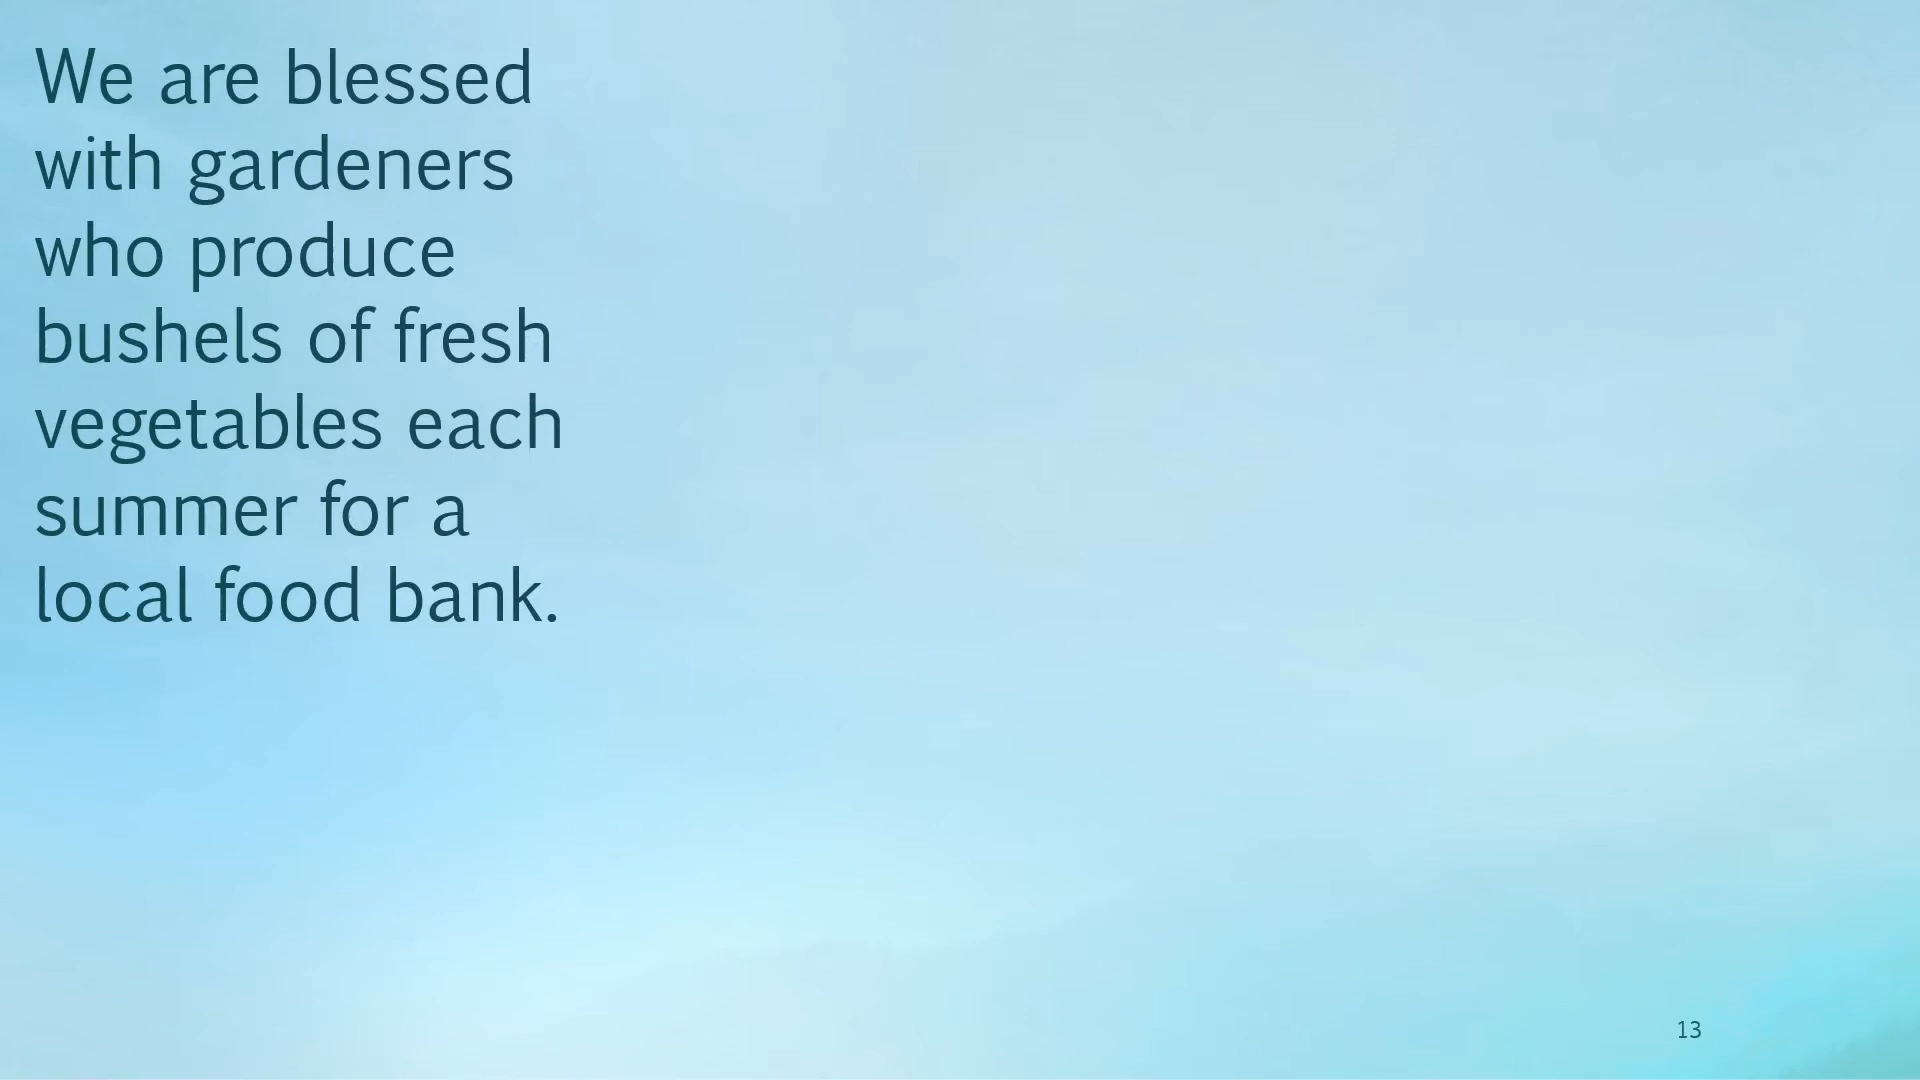 We are blessed
with gardeners
who produce
bushels of fresh
vegetables each
summer for a
local food bank.
13